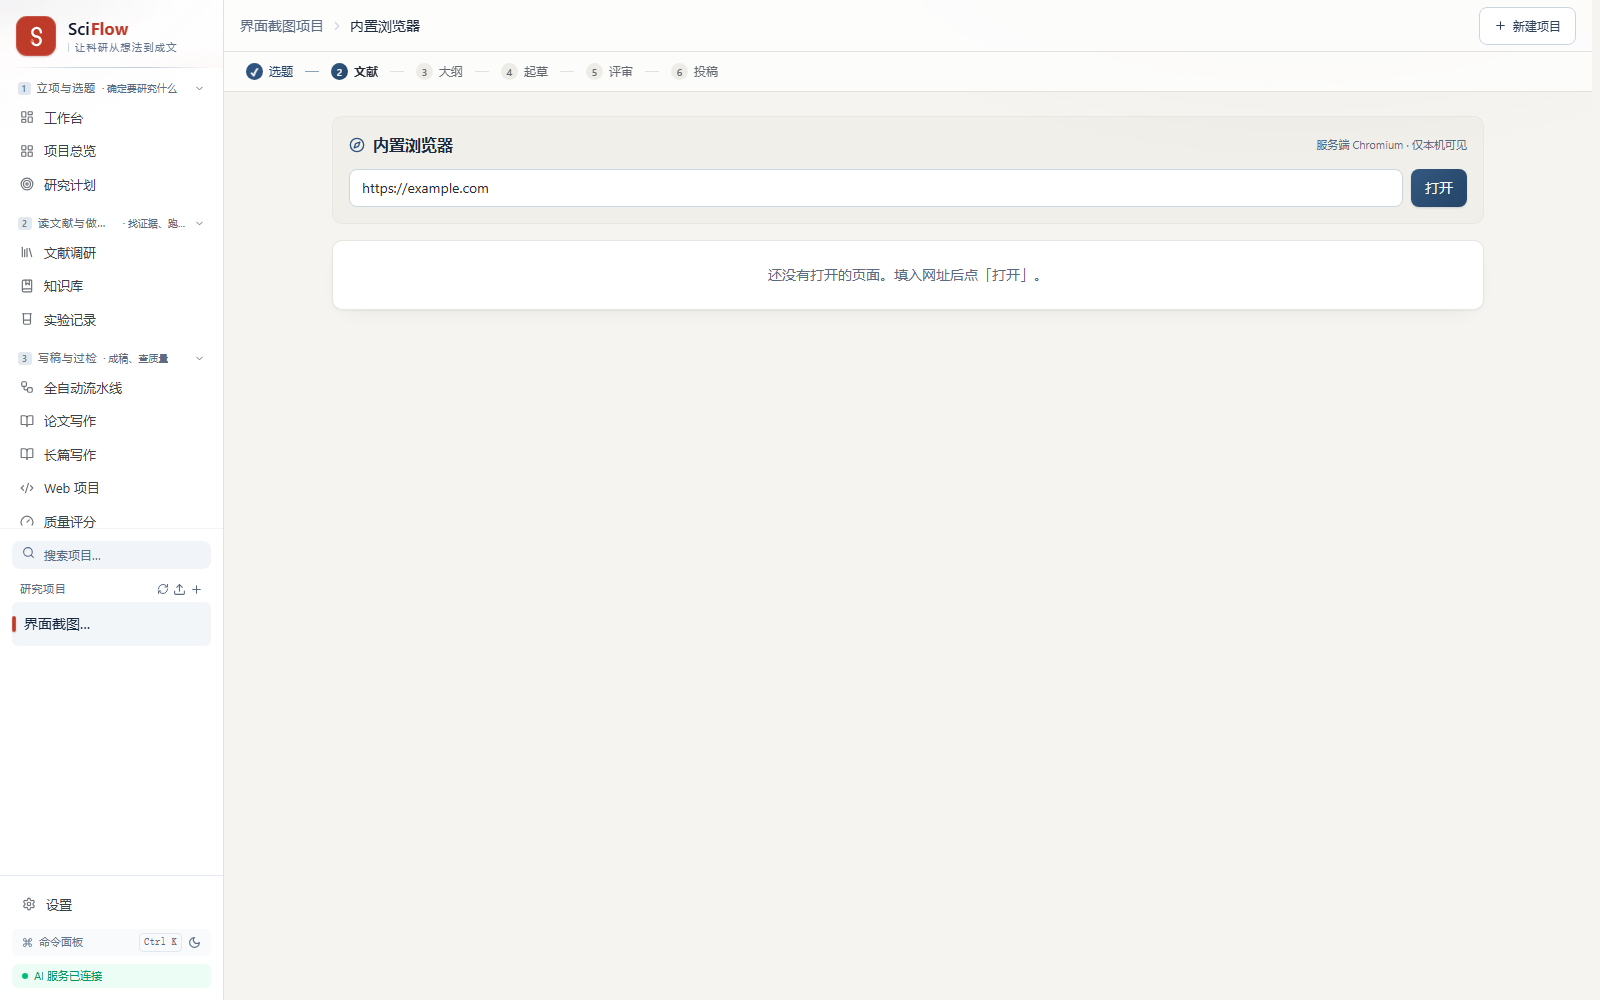 SciFlow
让科研从想法到成文
1 立项与选题 · 确定要研究什么
工作台
项目总览
研究计划
2 读文献与做... · 找证据、跑...
文献调研
知识库
实验记录
3 写稿与过检 · 成稿、查质量
全自动流水线
论文写作
长篇写作
Web 项目
质量评分
搜索项目...
研究项目
界面截图...
设置
命令面板 Ctrl K
AI 服务已连接
界面截图项目 > 内置浏览器
+ 新建项目
选题 — 2 文献 — 3 大纲 — 4 起草 — 5 评审 — 6 投稿
内置浏览器
服务端 Chromium · 仅本机可见
https://example.com
打开
还没有打开的页面。填入网址后点「打开」。